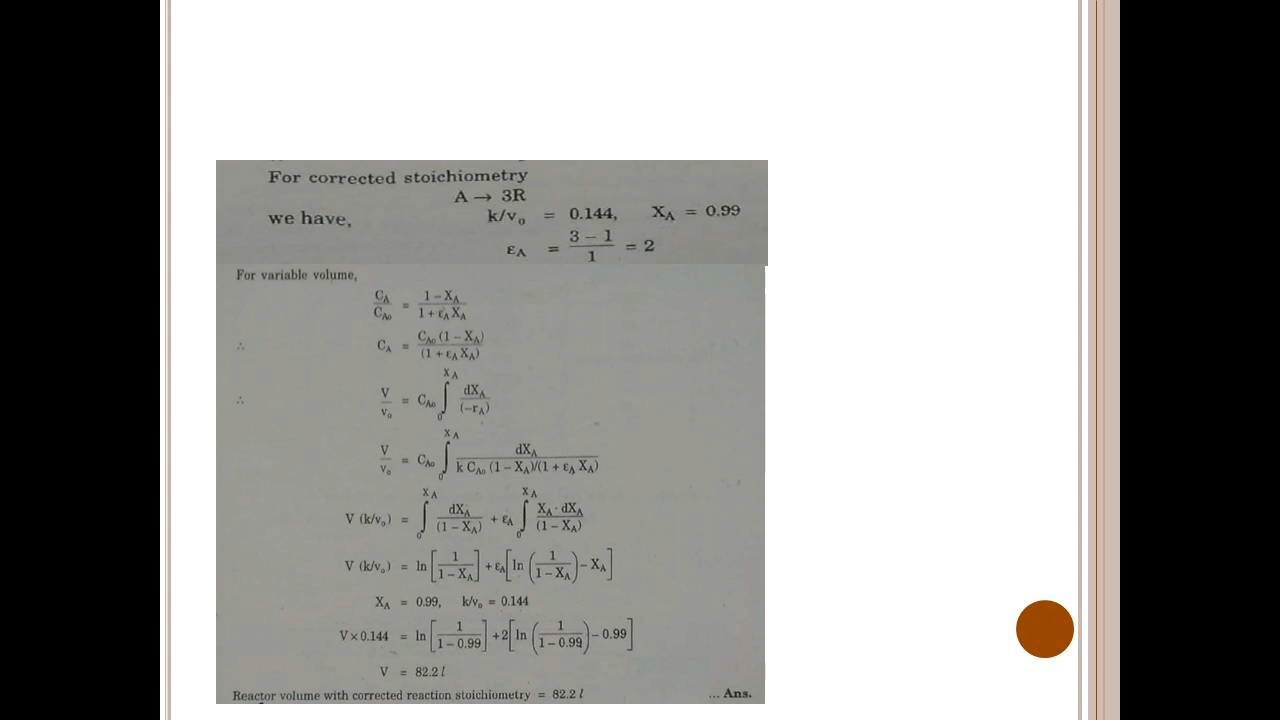 For corrected stoichiometry
A → 3R
we have, k/v₀ = 0.144, X_A = 0.99
ε_A = (3 − 1)/1 = 2
For variable volume,
C_A/C_A₀ = (1 − X_A)/(1 + ε_A X_A)
∴ C_A = C_A₀ (1 − X_A)/(1 + ε_A X_A)
∴ V/v₀ = C_A₀ ∫₀^X_A dX_A/(−r_A)
V/v₀ = C_A₀ ∫₀^X_A dX_A/(k C_A₀ (1 − X_A)/(1 + ε_A X_A))
V (k/v₀) = ∫₀^X_A dX_A/(1 − X_A) + ε_A ∫₀^X_A X_A · dX_A/(1 − X_A)
V (k/v₀) = ln [1/(1 − X_A)] + ε_A [ln (1/(1 − X_A)) − X_A]
X_A = 0.99, k/v₀ = 0.144
V × 0.144 = ln [1/(1 − 0.99)] + 2 [ln (1/(1 − 0.99)) − 0.99]
V = 82.2 l
Reactor volume with corrected reaction stoichiometry = 82.2 l ... Ans.